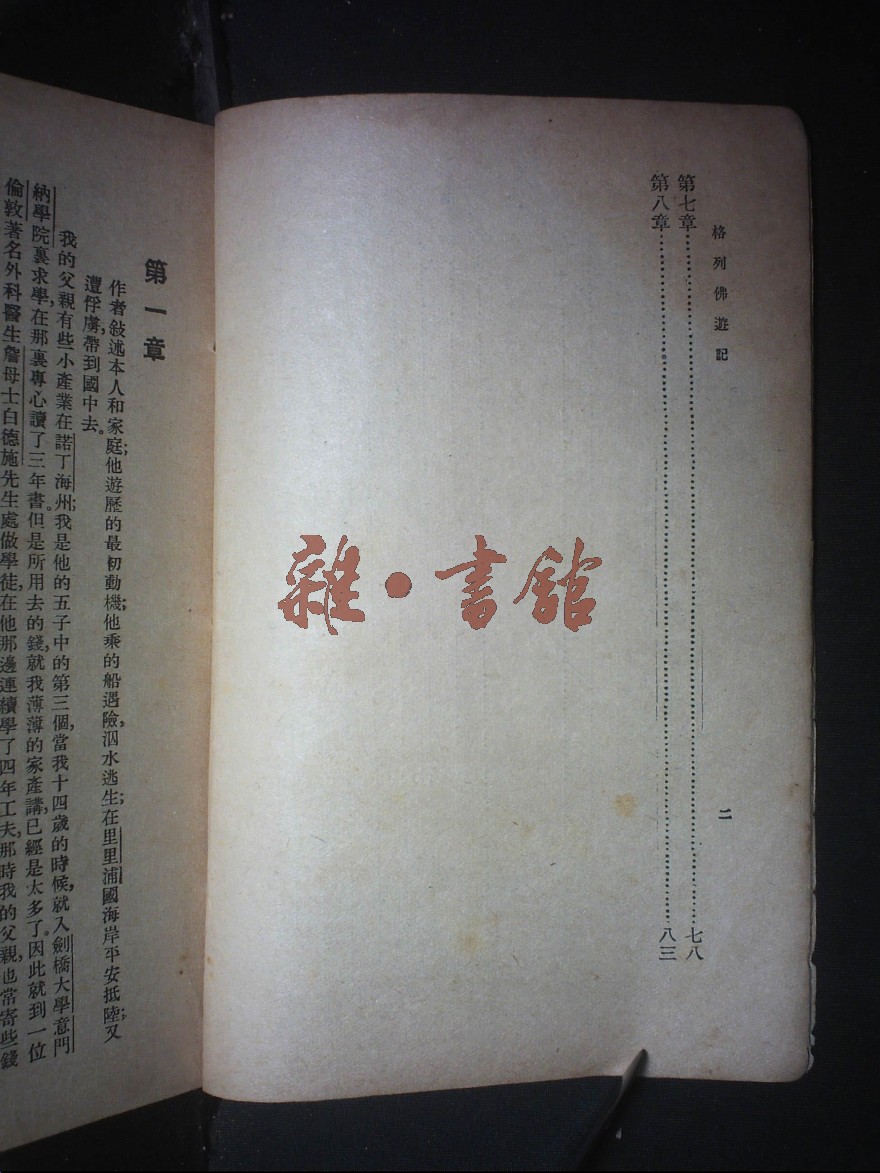 格列佛遊記
二
第七章……七八
第八章……八三
雜·書館
第一章
作者敍述本人和家庭;他遊歷的最初動機;他乘的船遇險,泅水逃生;在里里浦國海岸平安抵陸;又
遭俘虜,帶到國中去。
我的父親有些小產業在諾丁海州;我是他的五子中的第三個,當我十四歲的時候,就入劍橋大學意門
納學院裏求學,在那裏專心讀了三年書。但是所用去的錢,就我薄薄的家產講,已經是太多了。因此就到一位
倫敦著名外科醫生詹母士白德施先生處做學徒,在他那邊連續學了四年工夫,那時我的父親,也常寄些錢